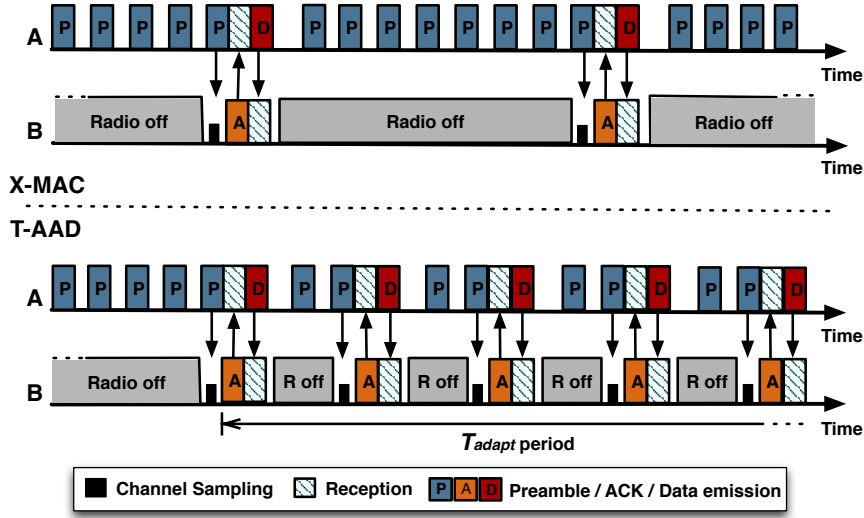 A P P P P P D P P P P P P P P D P P P P
Time
B Radio off A Radio off A Radio off
Time
X-MAC
T-AAD
A P P P P P D P P D P P D P P D P P D
Time
B Radio off A R off A R off A R off A R off A
Time
Tadapt period
Channel Sampling Reception P A D Preamble / ACK / Data emission